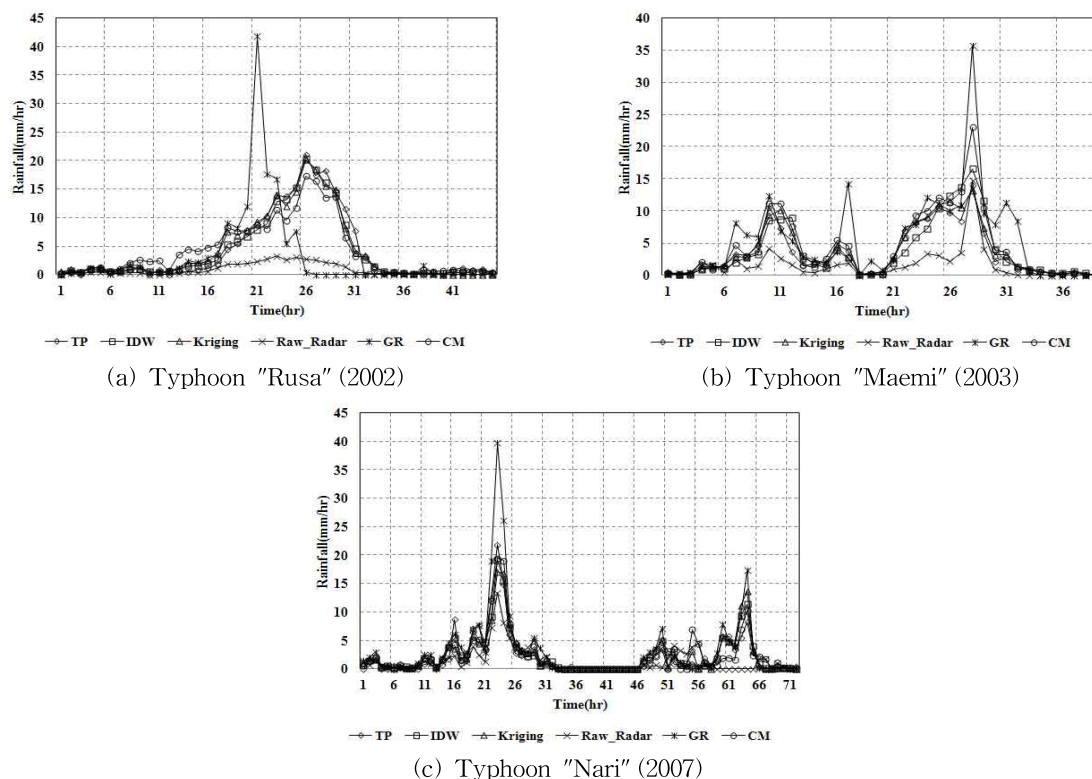 45
40
35
30
25
20
15
10
5
0
Rainfall(mm/hr)
1 6 11 16 21 26 31 36 41
Time(hr)
TP IDW Kriging Raw_Radar GR CM
(a) Typhoon "Rusa" (2002)
40
35
30
25
20
15
10
5
0
Rainfall(mm/hr)
1 6 11 16 21 26 31 36
Time(hr)
TP IDW Kriging Raw_Radar GR CM
(b) Typhoon "Maemi" (2003)
45
40
35
30
25
20
15
10
5
0
Rainfall(mm/hr)
1 6 11 16 21 26 31 36 41 46 51 56 61 66 71
Time(hr)
TP IDW Kriging Raw_Radar GR CM
(c) Typhoon "Nari" (2007)